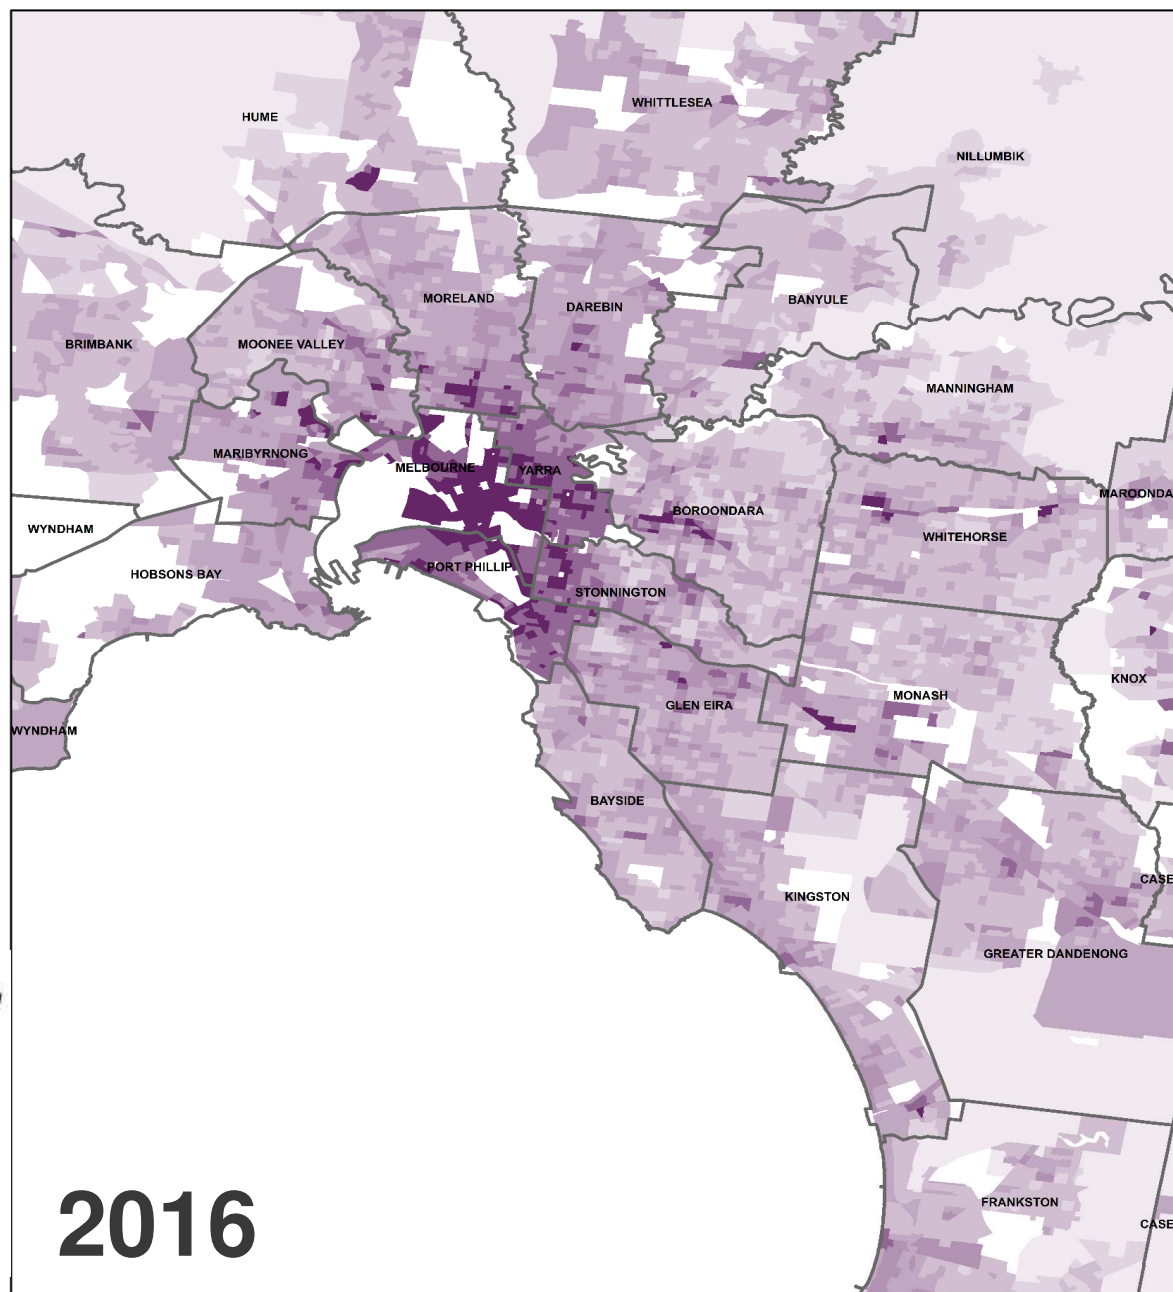 WHITTLESEA
HUME
NILLUMBIK
MORELAND
BANYULE
DAREBIN
BRIMBANK
MOONEE VALLEY
MANNINGHAM
MARIBYRNONG
MELBOURNE
YARRA
MAROONDA
BOROONDARA
WYNDHAM
WHITEHORSE
PORT PHILLIP
HOBSONS BAY
STONNINGTON
KNOX
MONASH
GLEN EIRA
WYNDHAM
BAYSIDE
CASE
KINGSTON
GREATER DANDENONG
FRANKSTON
CASE
2016